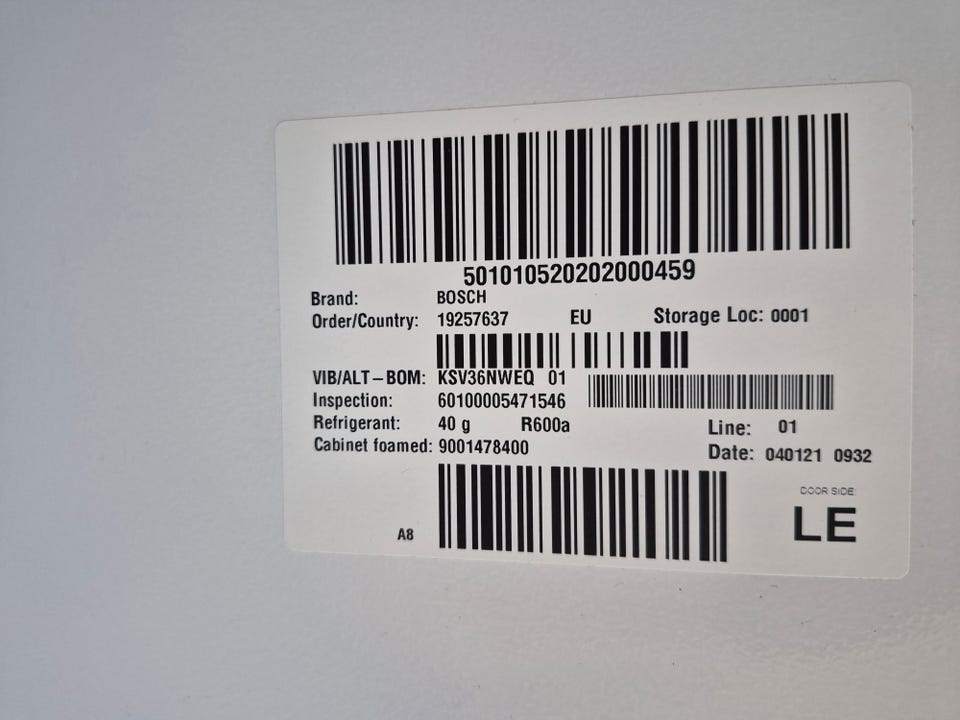 501010520202000459
Brand: BOSCH
Order/Country: 19257637 EU Storage Loc: 0001
VIB/ALT-BOM: KSV36NWEQ 01
Inspection: 60100005471546
Refrigerant: 40 g R600a Line: 01
Cabinet foamed: 9001478400 Date: 040121 0932
DOOR SIDE:
LE
A8